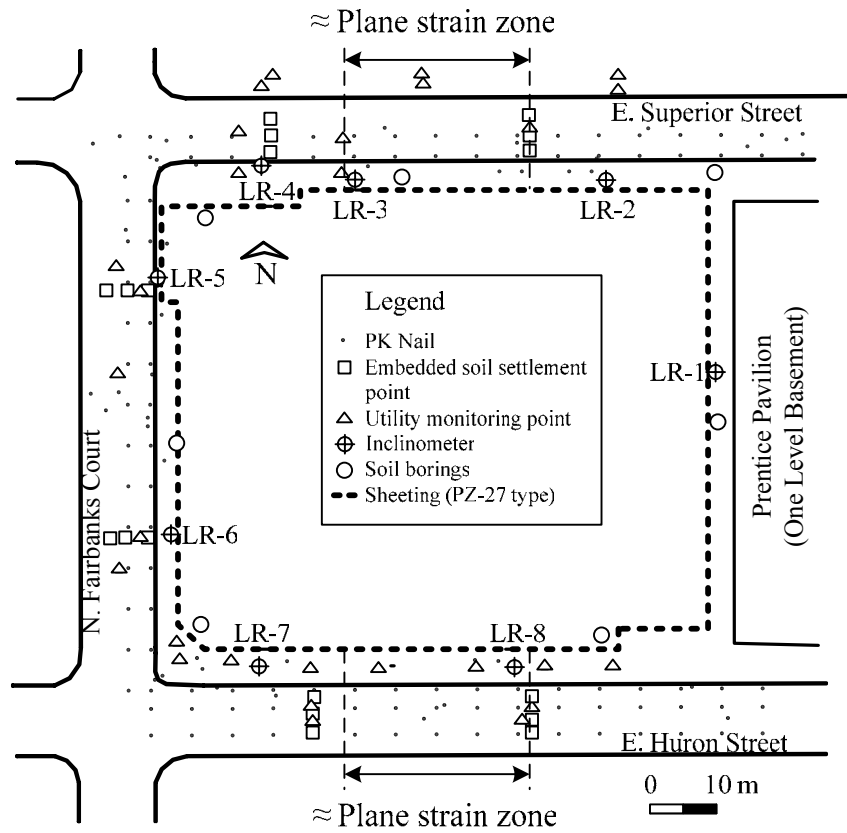 ≈ Plane strain zone
E. Superior Street
LR-4
LR-3
LR-2
N
LR-5
Legend
PK Nail
Embedded soil settlement
point
Utility monitoring point
Inclinometer
Soil borings
Sheeting (PZ-27 type)
LR-1
Prentice Pavilion
(One Level Basement)
N. Fairbanks Court
LR-6
LR-7
LR-8
E. Huron Street
≈ Plane strain zone
0 10 m